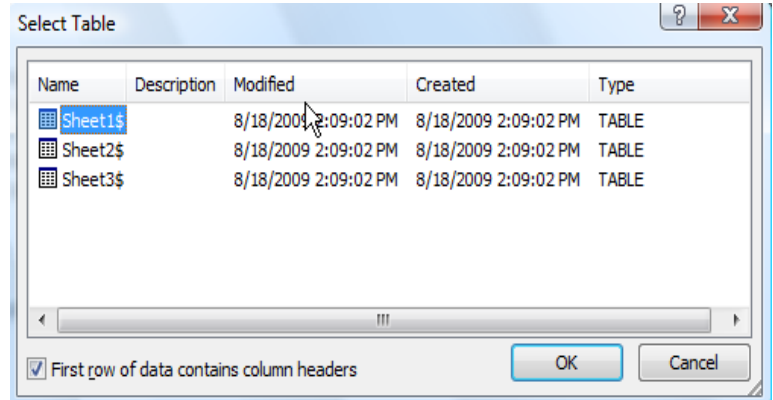 Select Table
Name Description Modified Created Type
Sheet1$ 8/18/2009 2:09:02 PM 8/18/2009 2:09:02 PM TABLE
Sheet2$ 8/18/2009 2:09:02 PM 8/18/2009 2:09:02 PM TABLE
Sheet3$ 8/18/2009 2:09:02 PM 8/18/2009 2:09:02 PM TABLE
First row of data contains column headers OK Cancel